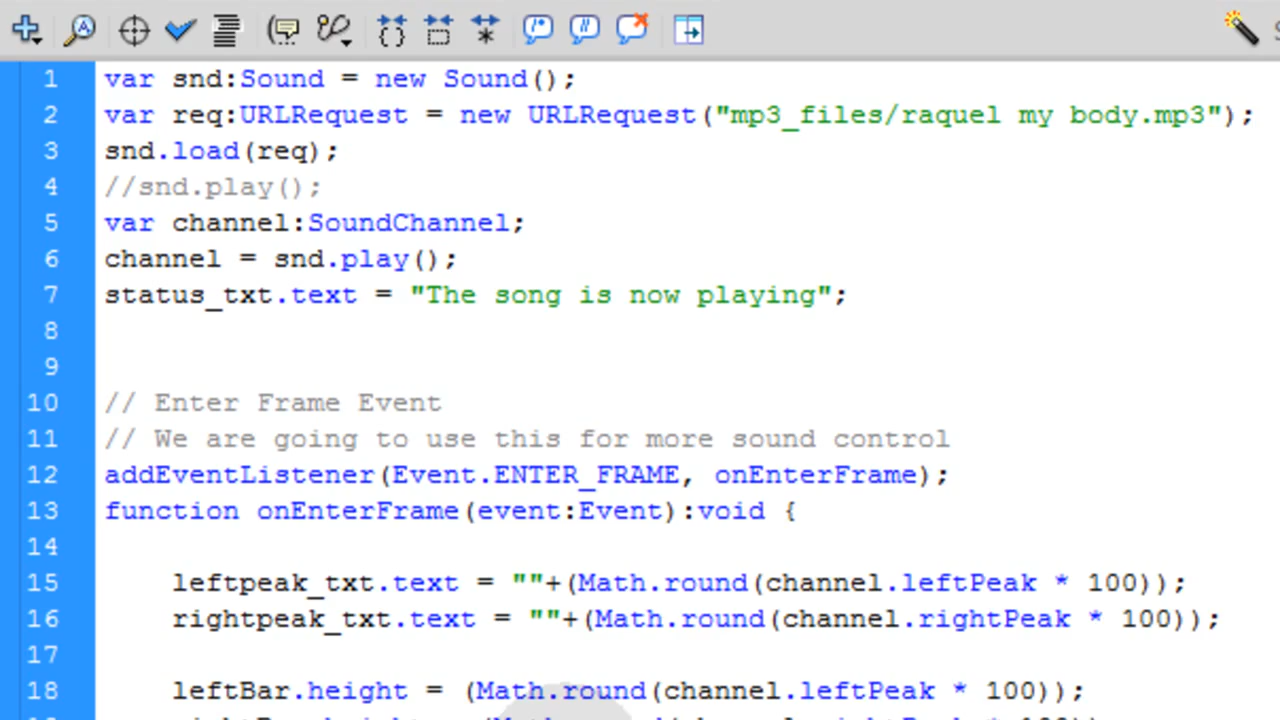 1 var snd:Sound = new Sound();
2 var req:URLRequest = new URLRequest("mp3_files/raquel my body.mp3");
3 snd.load(req);
4 //snd.play();
5 var channel:SoundChannel;
6 channel = snd.play();
7 status_txt.text = "The song is now playing";
8
9
10 // Enter Frame Event
11 // We are going to use this for more sound control
12 addEventListener(Event.ENTER_FRAME, onEnterFrame);
13 function onEnterFrame(event:Event):void {
14
15 leftpeak_txt.text = ""+(Math.round(channel.leftPeak * 100));
16 rightpeak_txt.text = ""+(Math.round(channel.rightPeak * 100));
17
18 leftBar.height = (Math.round(channel.leftPeak * 100));